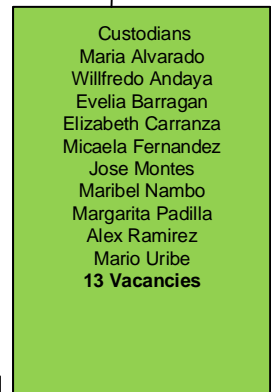 Custodians
Maria Alvarado
Willfredo Andaya
Evelia Barragan
Elizabeth Carranza
Micaela Fernandez
Jose Montes
Maribel Nambo
Margarita Padilla
Alex Ramirez
Mario Uribe
13 Vacancies